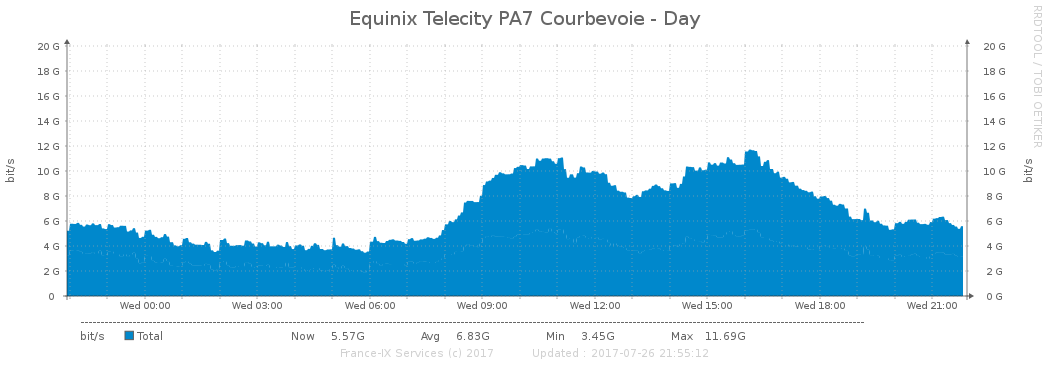 Equinix Telecity PA7 Courbevoie - Day
RRDTOOL / TOBI OETIKER
20 G 20 G
18 G 18 G
16 G 16 G
14 G 14 G
12 G 12 G
10 G 10 G
8 G 8 G
6 G 6 G
4 G 4 G
2 G 2 G
0 0 G
bit/s bit/s
Wed 00:00 Wed 03:00 Wed 06:00 Wed 09:00 Wed 12:00 Wed 15:00 Wed 18:00 Wed 21:00
bit/s Total Now 5.57G Avg 6.83G Min 3.45G Max 11.69G
France-IX Services (c) 2017 Updated : 2017-07-26 21:55:12